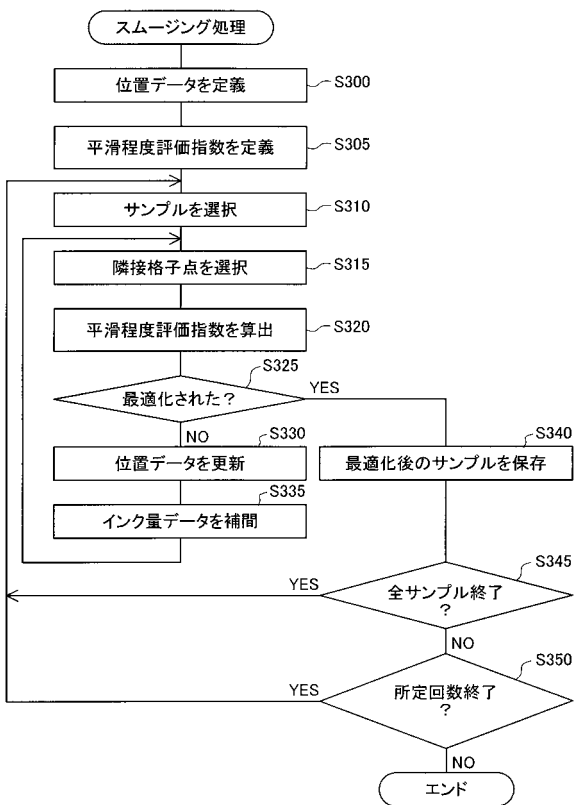 スムージング処理
位置データを定義
S300
平滑程度評価指数を定義
S305
サンプルを選択
S310
隣接格子点を選択
S315
平滑程度評価指数を算出
S320
S325
最適化された？
YES
NO
S330
位置データを更新
S335
インク量データを補間
S340
最適化後のサンプルを保存
S345
全サンプル終了
？
YES
NO
S350
所定回数終了
？
YES
NO
エンド